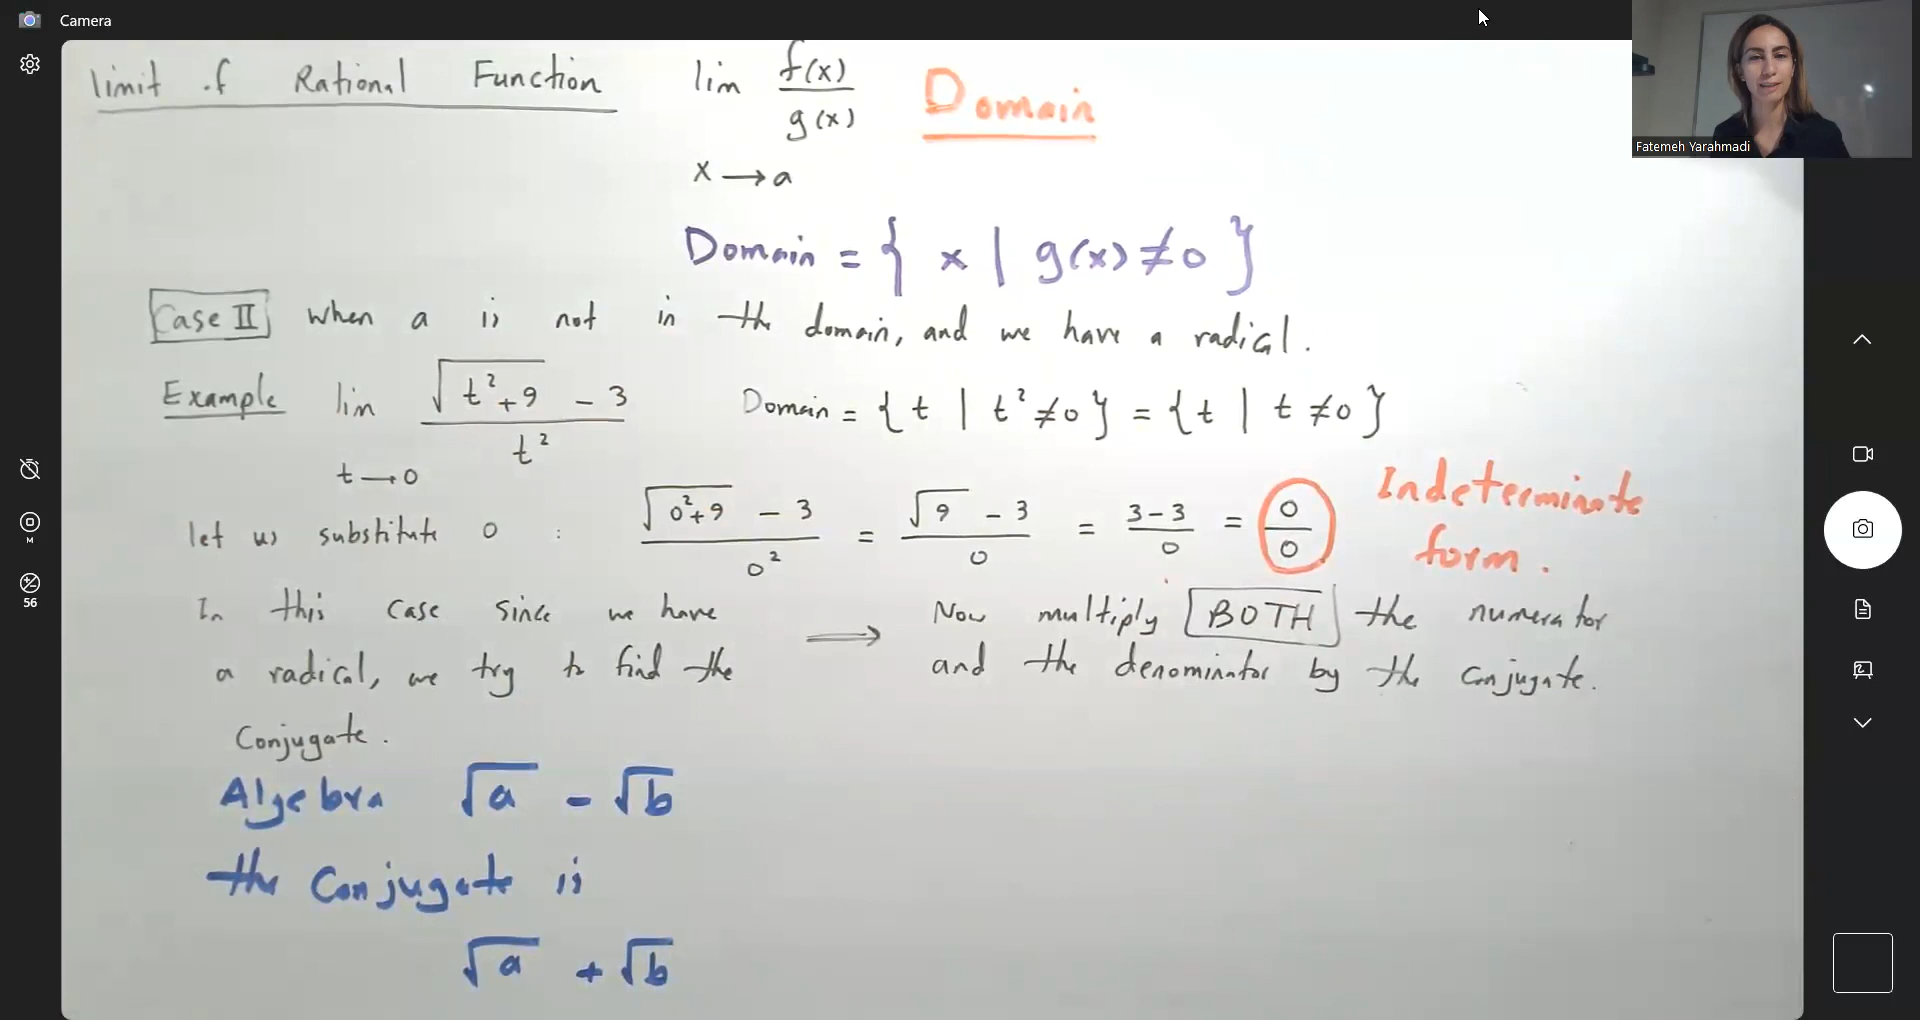 Camera
limit of Rational Function lim f(x)/g(x) Domain
x → a
Fatemeh Yarahmadi
Domain = { x | g(x) ≠ 0 }
Case II when a is not in the domain, and we have a radical.
Example lim (√(t²+9) - 3)/t² Domain = { t | t² ≠ 0 } = { t | t ≠ 0 }
t → 0
let us substitute 0 : (√(0²+9) - 3)/0² = (√9 - 3)/0 = (3-3)/0 = 0/0 Indeterminate
form.
In this case since we have
a radical, we try to find the
Conjugate.
⟹ Now multiply BOTH the numerator
and the denominator by the conjugate.
Algebra √a - √b
the Conjugate is
√a + √b
M
56